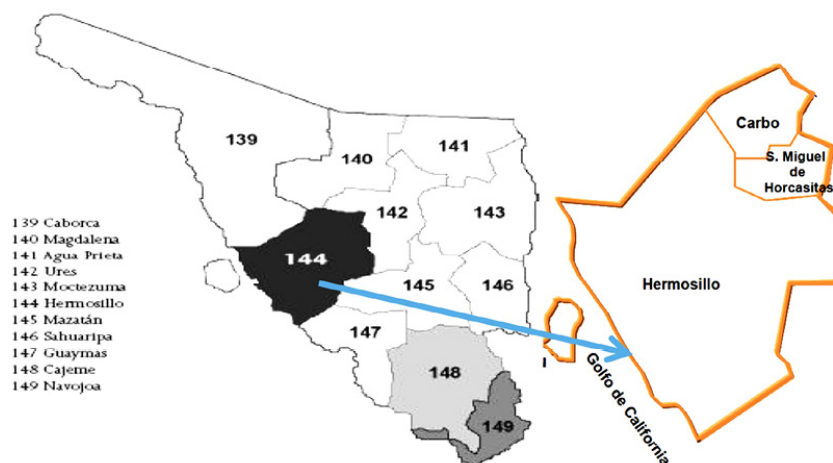 139
140
141
142
143
144
145
146
147
148
149
139 Caborca
140 Magdalena
141 Agua Prieta
142 Ures
143 Moctezuma
144 Hermosillo
145 Mazatán
146 Sahuaripa
147 Guaymas
148 Cajeme
149 Navojoa
Carbo
S. Miguel
de
Horcasitas
Hermosillo
I
Golfo de California